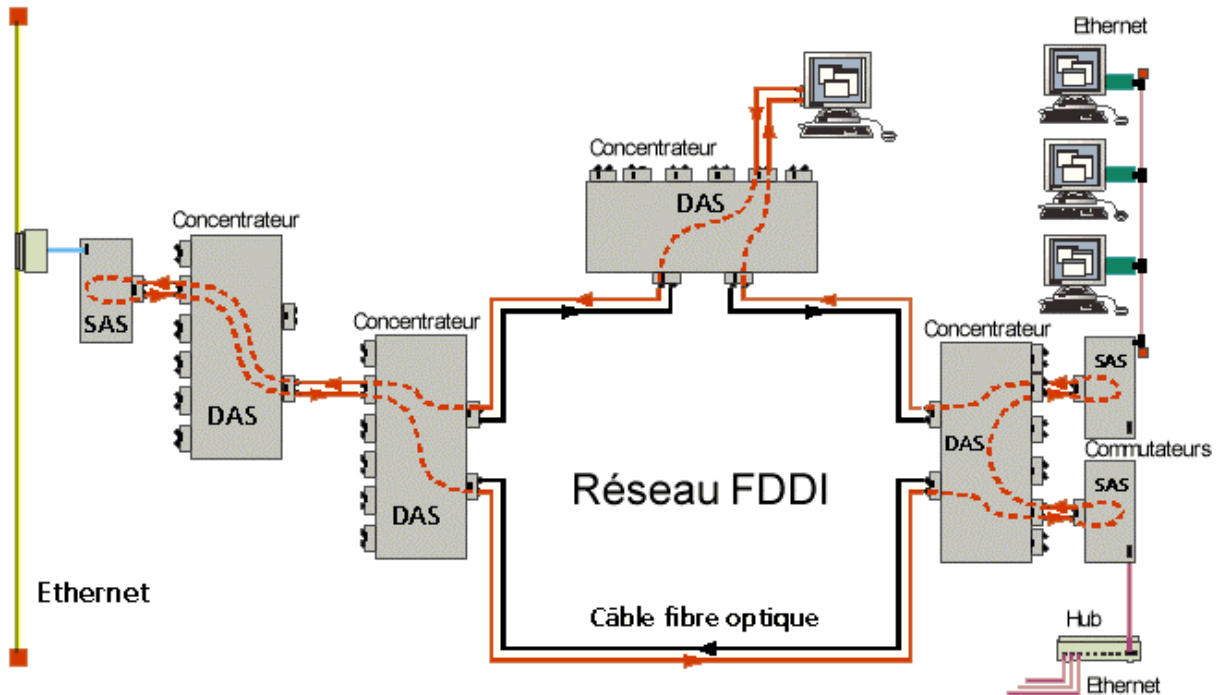 Ethernet
Concentrateur
DAS
Concentrateur
SAS
DAS
Concentrateur
DAS
Concentrateur
DAS
SAS
Commutateurs
SAS
Réseau FDDI
Ethernet
Câble fibre optique
Hub
Ethernet